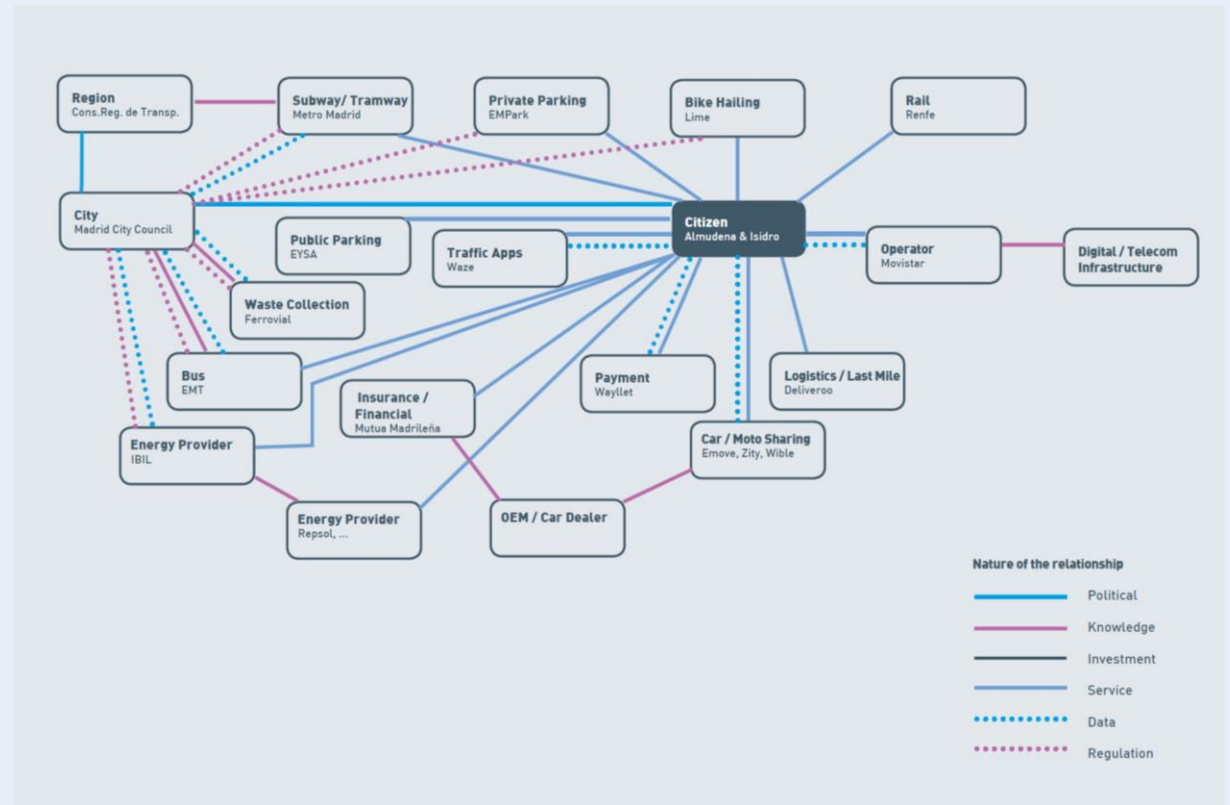 Region
Cons.Reg. de Transp.
Subway/ Tramway
Metro Madrid
Private Parking
EMPark
Bike Hailing
Lime
Rail
Renfe
City
Madrid City Council
Public Parking
EYSA
Traffic Apps
Waze
Citizen
Almudena & Isidro
Operator
Movistar
Digital / Telecom
Infrastructure
Waste Collection
Ferrovial
Bus
EMT
Insurance /
Financial
Mutua Madrileña
Payment
Wayllet
Logistics / Last Mile
Deliveroo
Energy Provider
IBIL
Car / Moto Sharing
Emove, Zity, Wible
Energy Provider
Repsol, ...
OEM / Car Dealer
Nature of the relationship
Political
Knowledge
Investment
Service
Data
Regulation